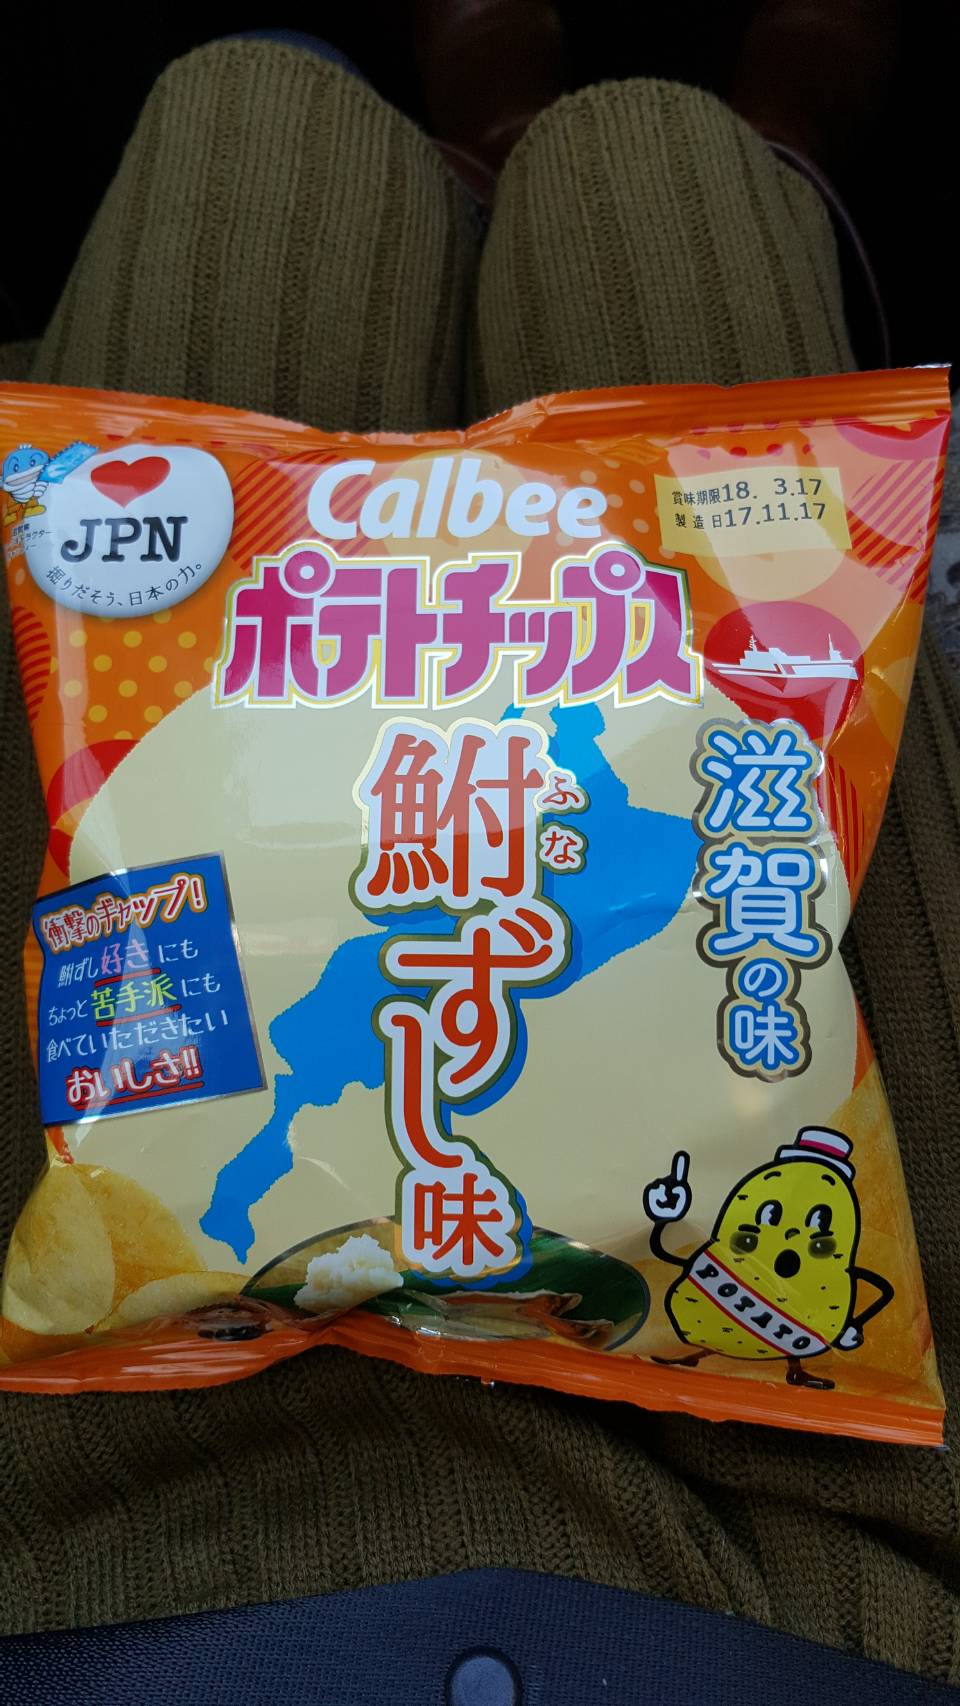 Calbee
ポテトチップス
賞味期限18. 3.17
製造日17.11.17
JPN
掘りだそう、日本の力。
滋賀の味
鮒ずし味
ふな
衝撃のギャップ!
鮒ずし好きにも
ちょっと苦手派にも
食べていただきたい
おいしさ!!
POTATO